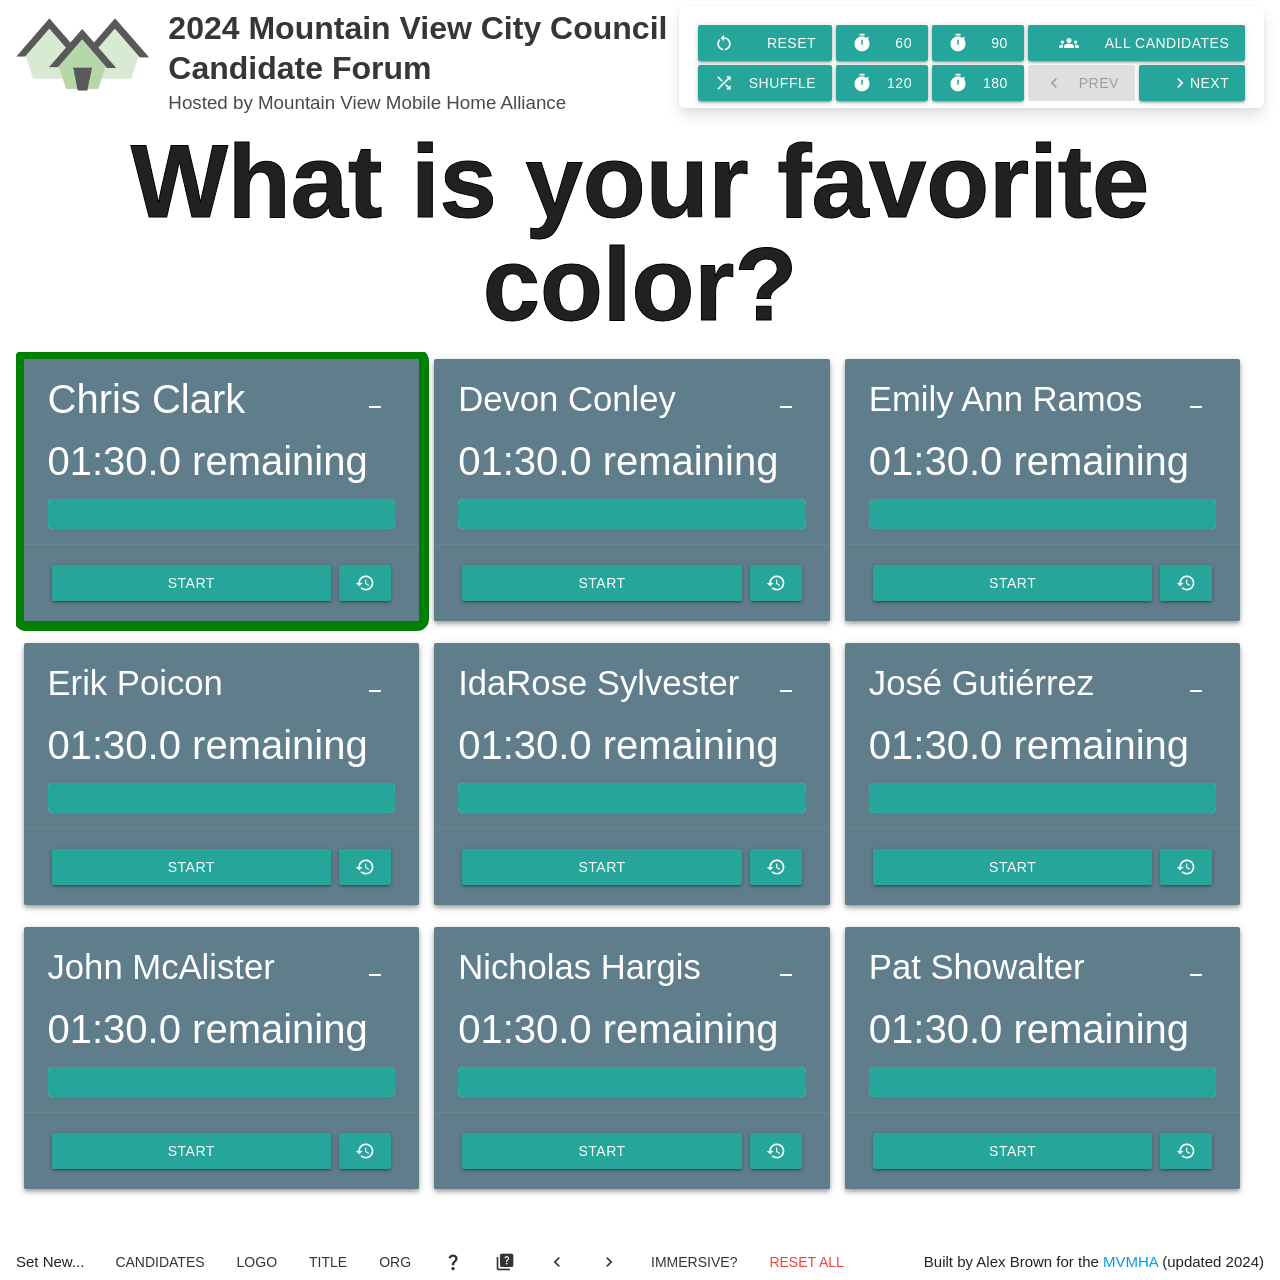 2024 Mountain View City Council
Candidate Forum
Hosted by Mountain View Mobile Home Alliance
RESET 60 90 ALL CANDIDATES
SHUFFLE 120 180 PREV NEXT
What is your favorite
color?
Chris Clark
01:30.0 remaining
START
Devon Conley
01:30.0 remaining
START
Emily Ann Ramos
01:30.0 remaining
START
Erik Poicon
01:30.0 remaining
START
IdaRose Sylvester
01:30.0 remaining
START
José Gutiérrez
01:30.0 remaining
START
John McAlister
01:30.0 remaining
START
Nicholas Hargis
01:30.0 remaining
START
Pat Showalter
01:30.0 remaining
START
Set New... CANDIDATES LOGO TITLE ORG IMMERSIVE? RESET ALL Built by Alex Brown for the MVMHA (updated 2024)